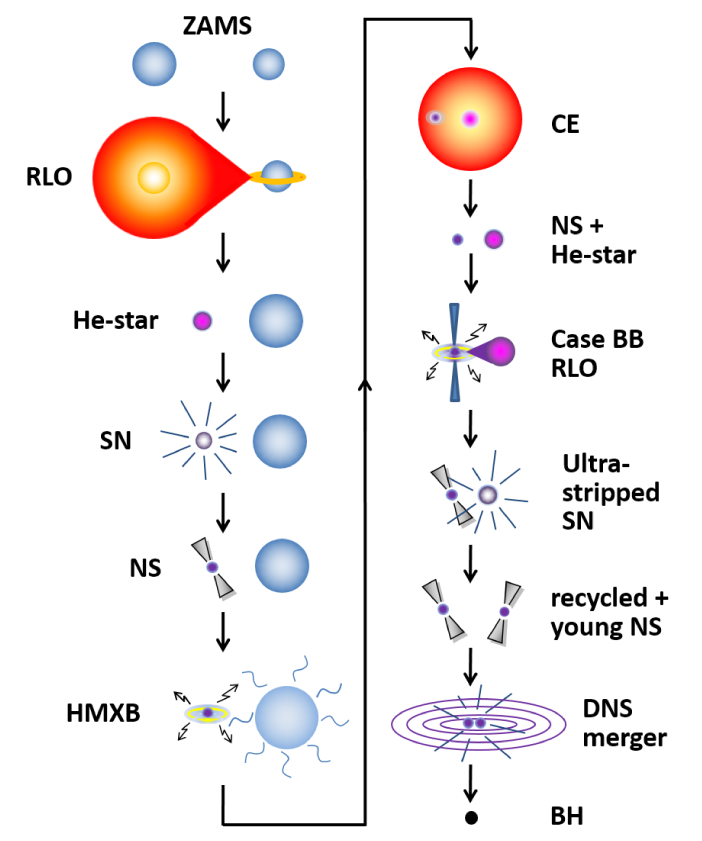 ZAMS
RLO
He-star
SN
NS
HMXB
CE
NS +
He-star
Case BB
RLO
Ultra-
stripped
SN
recycled +
young NS
DNS
merger
BH